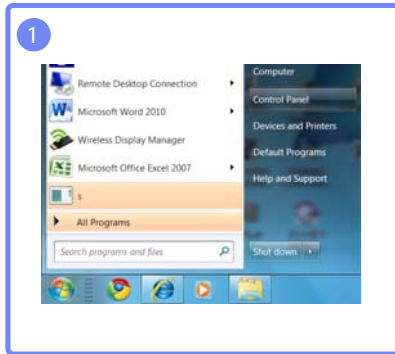 1
Remote Desktop Connection
Microsoft Word 2010
Wireless Display Manager
Microsoft Office Excel 2007
s
All Programs
Search programs and files
Computer
Control Panel
Devices and Printers
Default Programs
Help and Support
Shut down